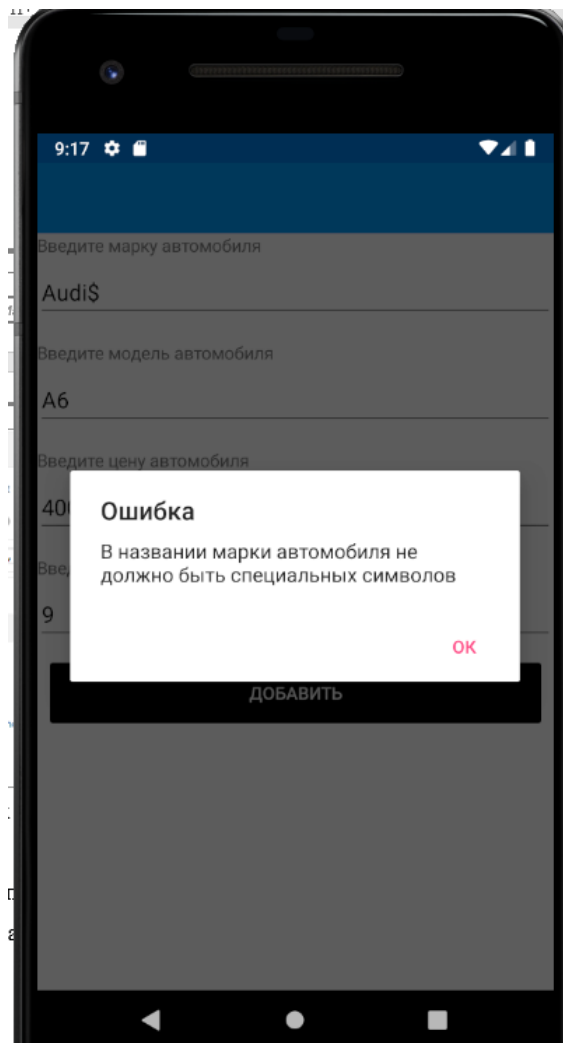 9:17
Введите марку автомобиля
Audi$
Введите модель автомобиля
A6
Введите цену автомобиля
Ошибка
В названии марки автомобиля не
должно быть специальных символов
9
ОК
ДОБАВИТЬ